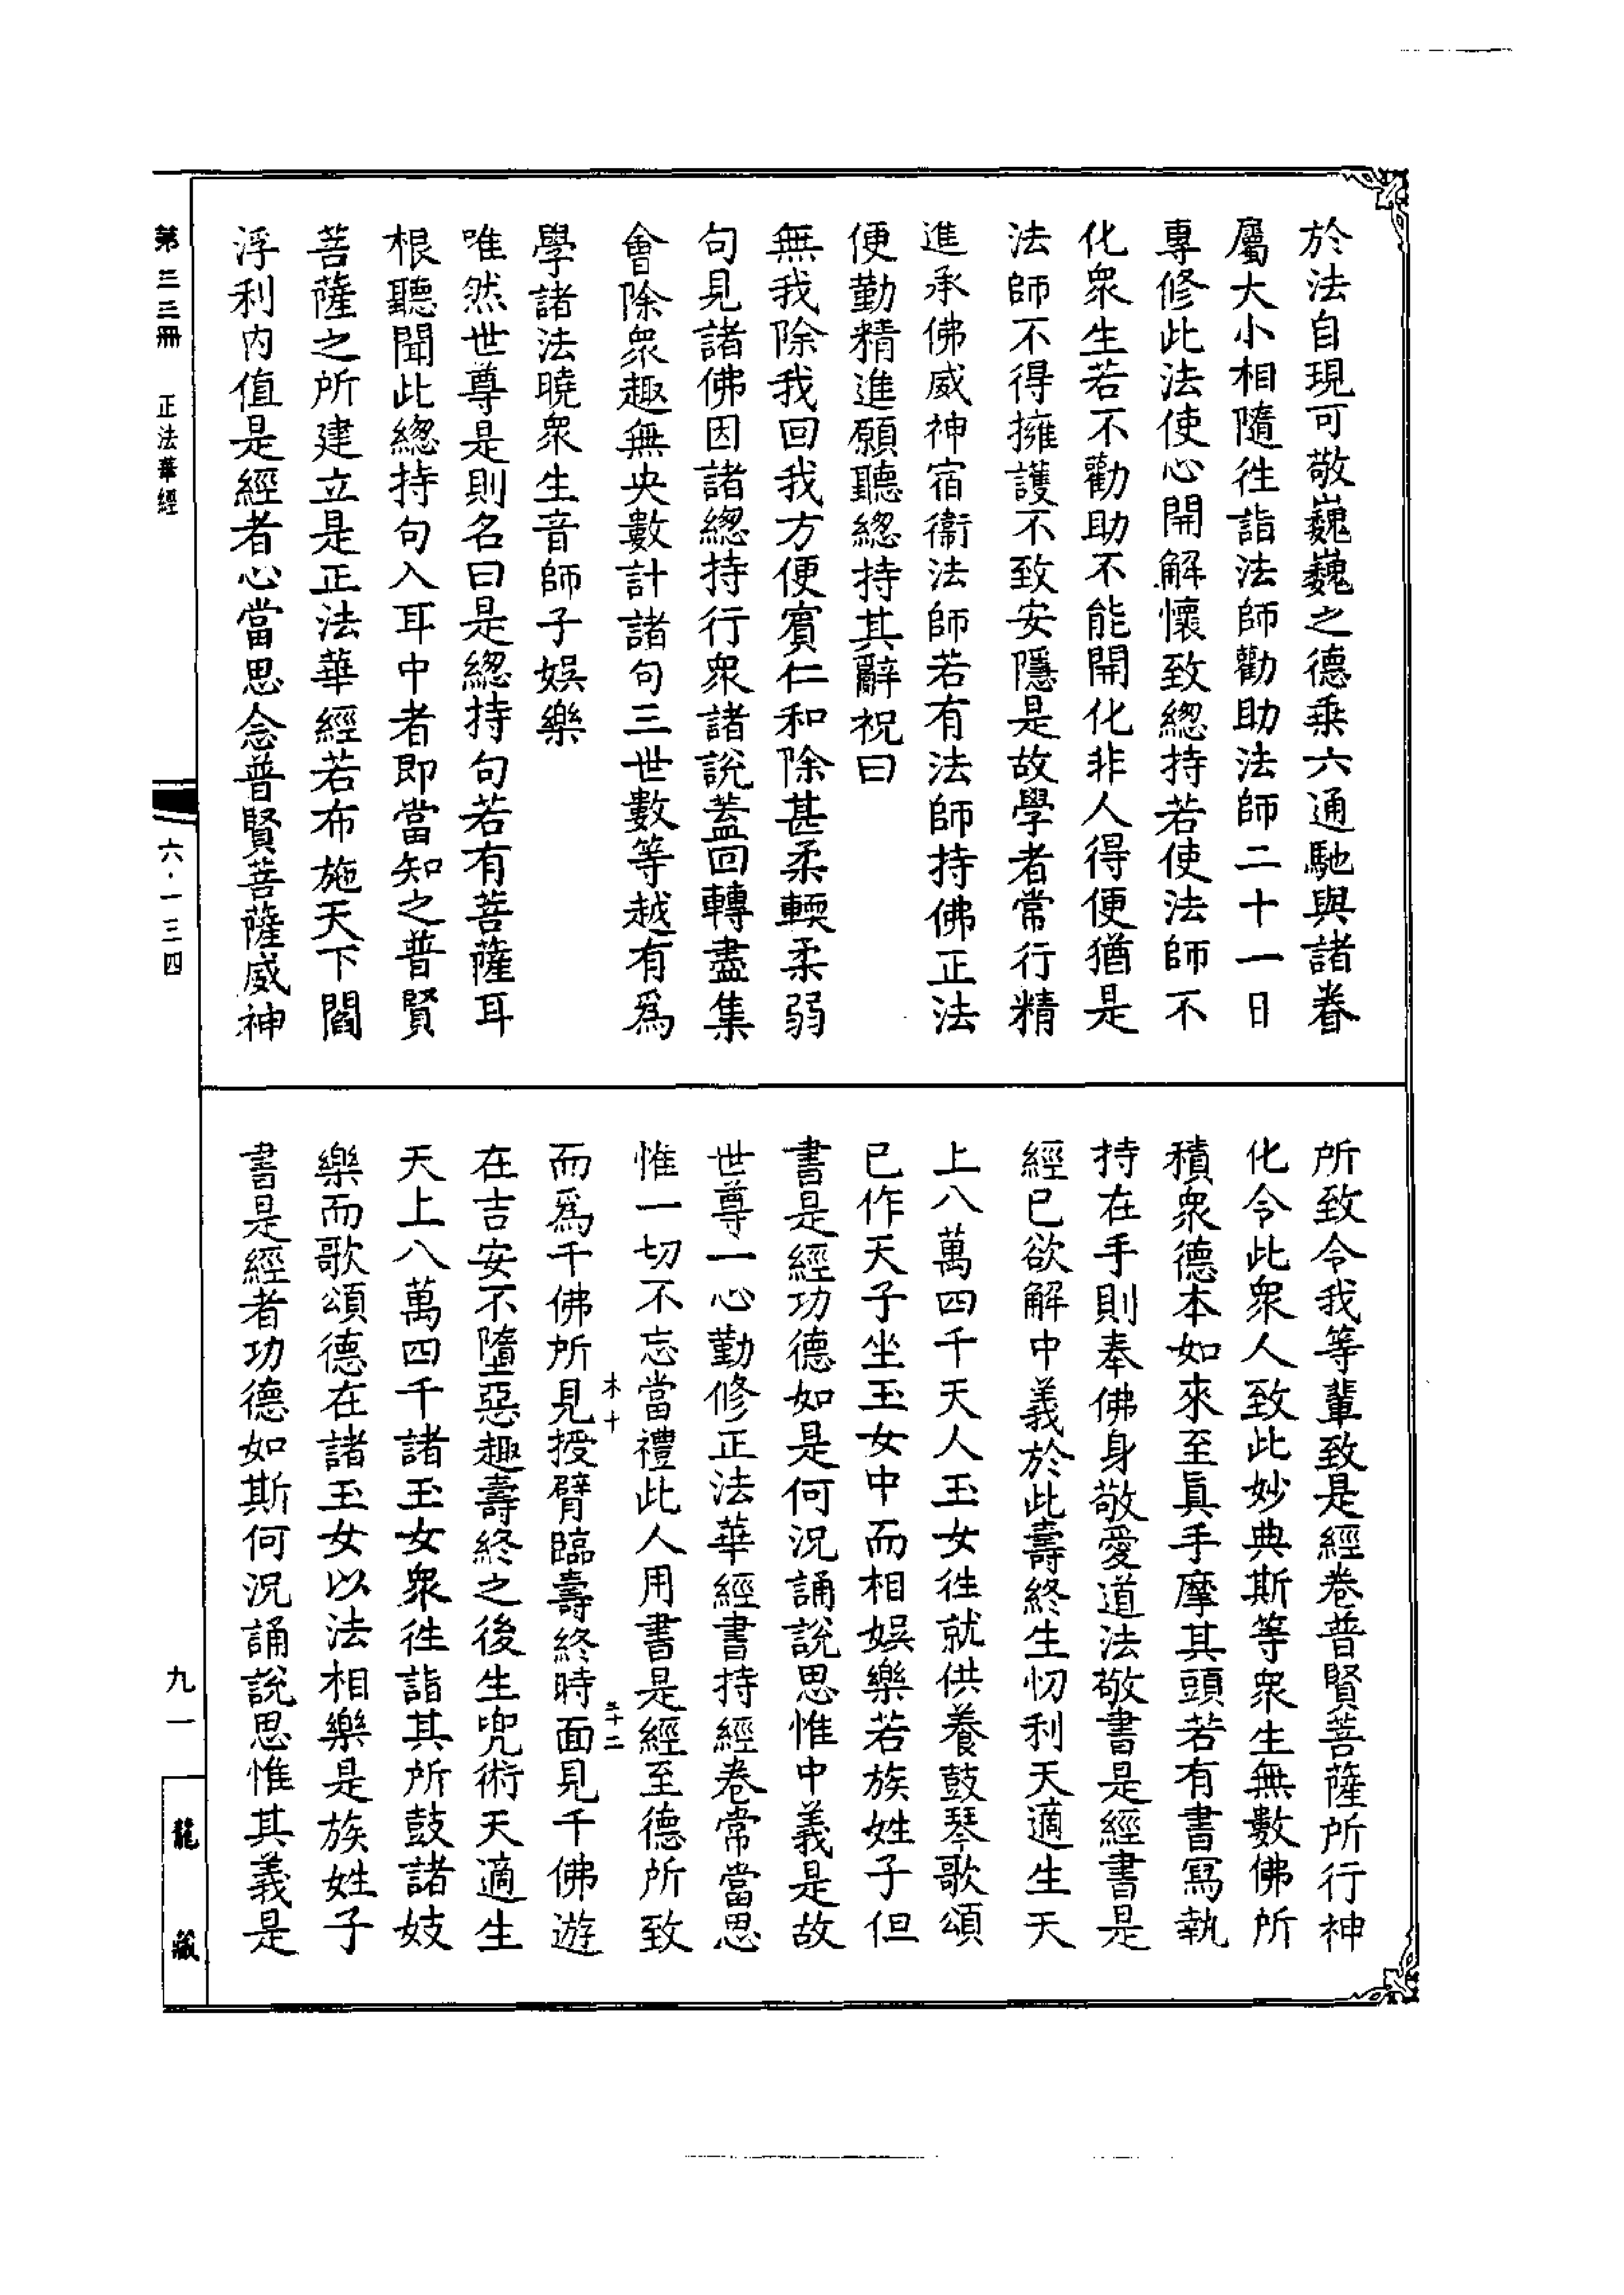 於法自現可敬巍巍之德乗六通馳與諸眷
屬大小相隨徃詣法師勸助法師二十一日
專修此法使心開解懷致緫持若使法師不
化衆生若不勸助不能開化非人得便猶是
法師不得擁護不致安隱是故學者常行精
進承佛威神宿衞法師若有法師持佛正法
便勤精進願聽緫持其辭祝曰
無我除我回我方便賔仁和除甚柔輭柔弱
句見諸佛因諸緫持行衆諸說蓋回轉盡集
會除衆趣無央數計諸句三世數等越有爲
學諸法曉衆生音師子娛樂
唯然世尊是則名曰是緫持句若有菩薩耳
根聽聞此緫持句入耳中者即當知之普賢
菩薩之所建立是正法華經若布施天下閻
浮利內值是經者心當思念普賢菩薩威神
所致令我等輩致是經卷普賢菩薩所行神
化令此衆人致此妙典斯等衆生無數佛所
積衆德本如來至眞手摩其頭若有書寫執
持在手則奉佛身敬愛道法敬書是經書是
經已欲解中義於此壽終生忉利天適生天
上八萬四千天人玉女徃就供養鼓琴歌頌
已作天子坐玉女中而相娛樂若族姓子但
書是經功德如是何況誦說思惟中義是故
世尊一心勤修正法華經書持經卷常當思
惟一切不忘當禮此人用書是經至德所致
木十
三十二
而爲千佛所見授臂臨壽終時面見千佛遊
在吉安不墮惡趣壽終之後生兜術天適生
天上八萬四千諸玉女衆徃詣其所鼓諸妓
樂而歌頌德在諸玉女以法相樂是族姓子
書是經者功德如斯何況誦說思惟其義是
第三三冊 正法華經
六·一三四
九一
龍藏